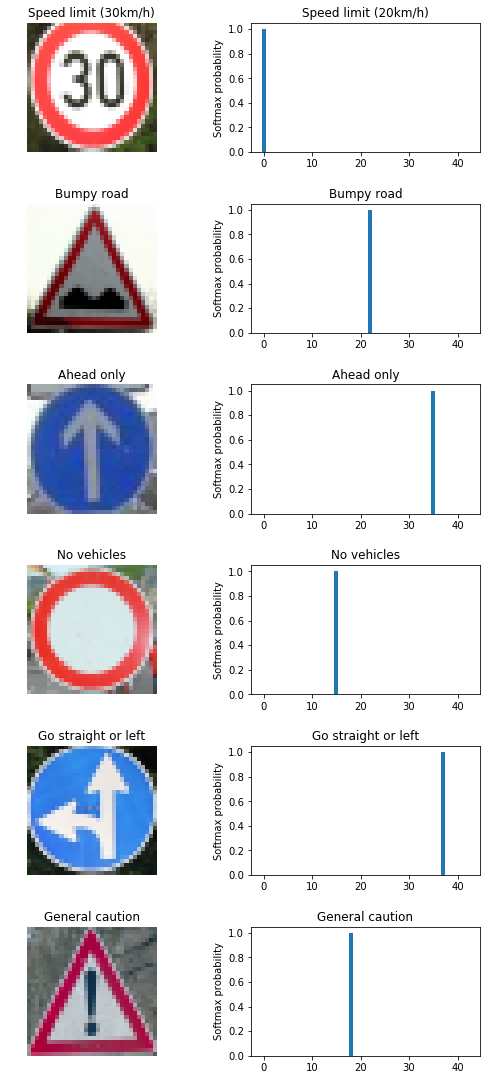 Speed limit (30km/h)
Speed limit (20km/h)
30
Softmax probability
1.0
0.8
0.6
0.4
0.2
0.0
0 10 20 30 40
Bumpy road
Bumpy road
Softmax probability
1.0
0.8
0.6
0.4
0.2
0.0
0 10 20 30 40
Ahead only
Ahead only
Softmax probability
1.0
0.8
0.6
0.4
0.2
0.0
0 10 20 30 40
No vehicles
No vehicles
Softmax probability
1.0
0.8
0.6
0.4
0.2
0.0
0 10 20 30 40
Go straight or left
Go straight or left
Softmax probability
1.0
0.8
0.6
0.4
0.2
0.0
0 10 20 30 40
General caution
General caution
!
Softmax probability
1.0
0.8
0.6
0.4
0.2
0.0
0 10 20 30 40